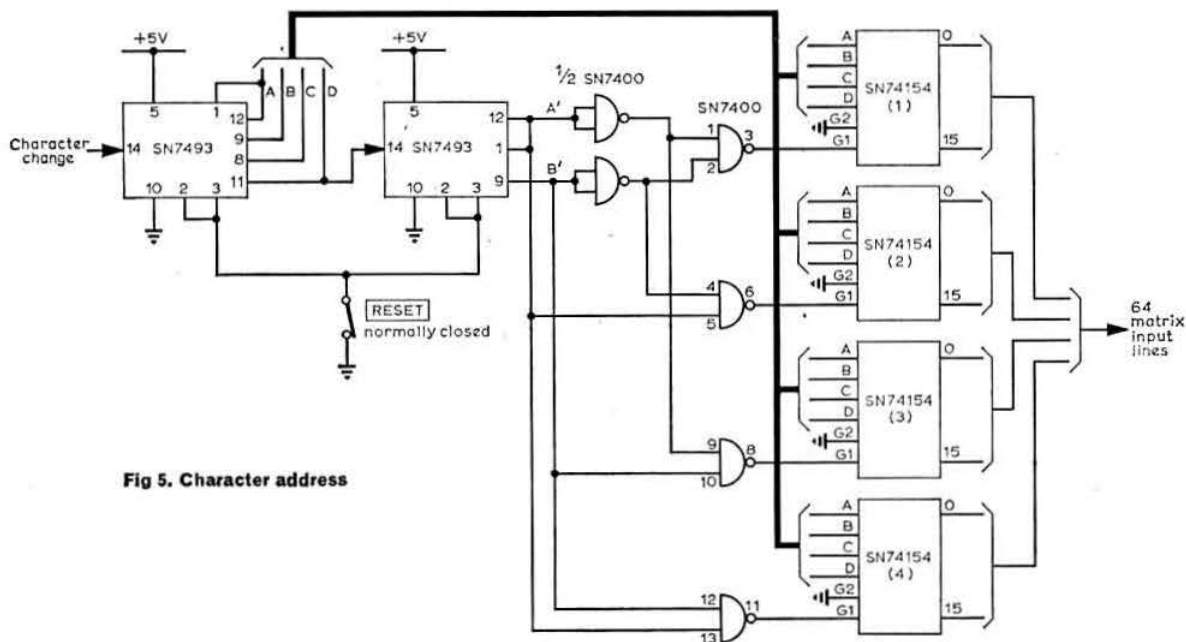 +5V
+5V
A B C D
5
1
12
9
8
11
Character
change
14 SN7493
10 2 3
5
12
1
9
14 SN7493
10 2 3
RESET
normally closed
A'
B'
1/2 SN7400
SN7400
1
2
3
4
5
6
9
10
8
12
13
11
A
B
C
D
G2
G1
SN74154
(1)
0
15
A
B
C
D
G2
G1
SN74154
(2)
0
15
A
B
C
D
G2
G1
SN74154
(3)
0
15
A
B
C
D
G2
G1
SN74154
(4)
0
15
64
matrix
input
lines
Fig 5. Character address